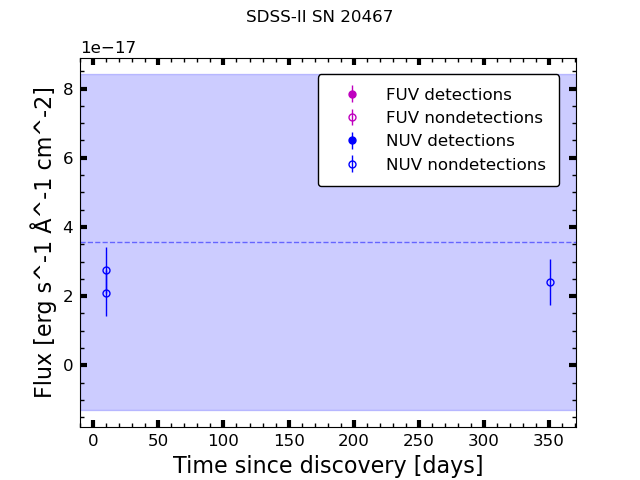 SDSS-II SN 20467
1e−17
8
6
4
2
0
FUV detections
FUV nondetections
NUV detections
NUV nondetections
Flux [erg s^-1 Å^-1 cm^-2]
0 50 100 150 200 250 300 350
Time since discovery [days]